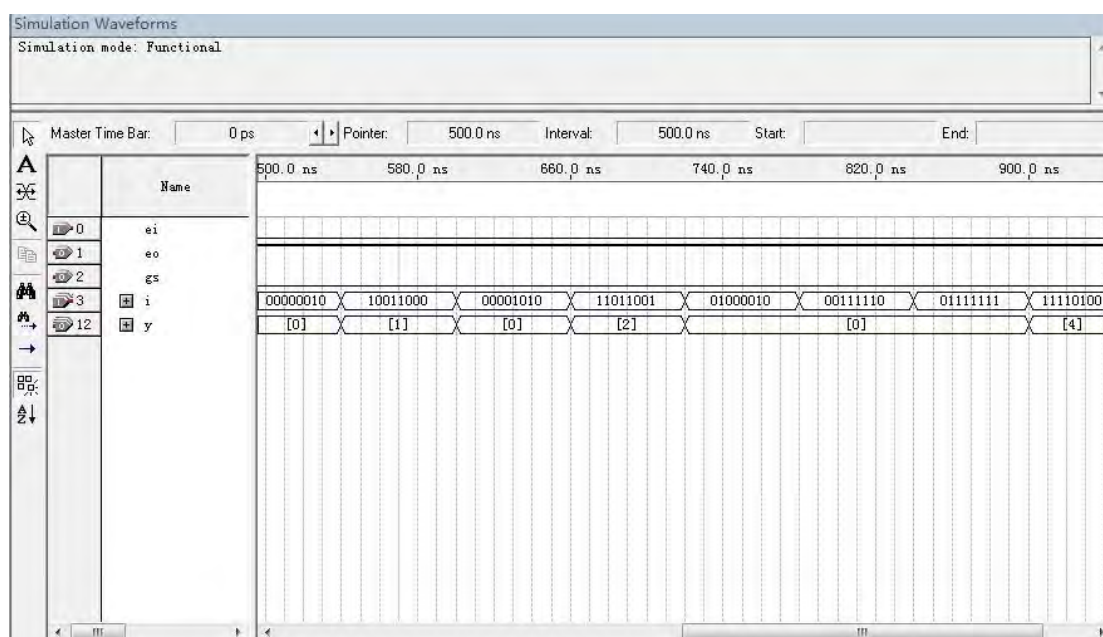 Simulation Waveforms
Simulation mode: Functional
Master Time Bar: 0 ps Pointer: 500.0 ns Interval: 500.0 ns Start: End:
Name
500.0 ns 580.0 ns 660.0 ns 740.0 ns 820.0 ns 900.0 ns
0 ei
1 eo
2 gs
3 i 00000010 10011000 00001010 11011001 01000010 00111110 01111111 11110100
12 y [0] [1] [0] [2] [0] [4]